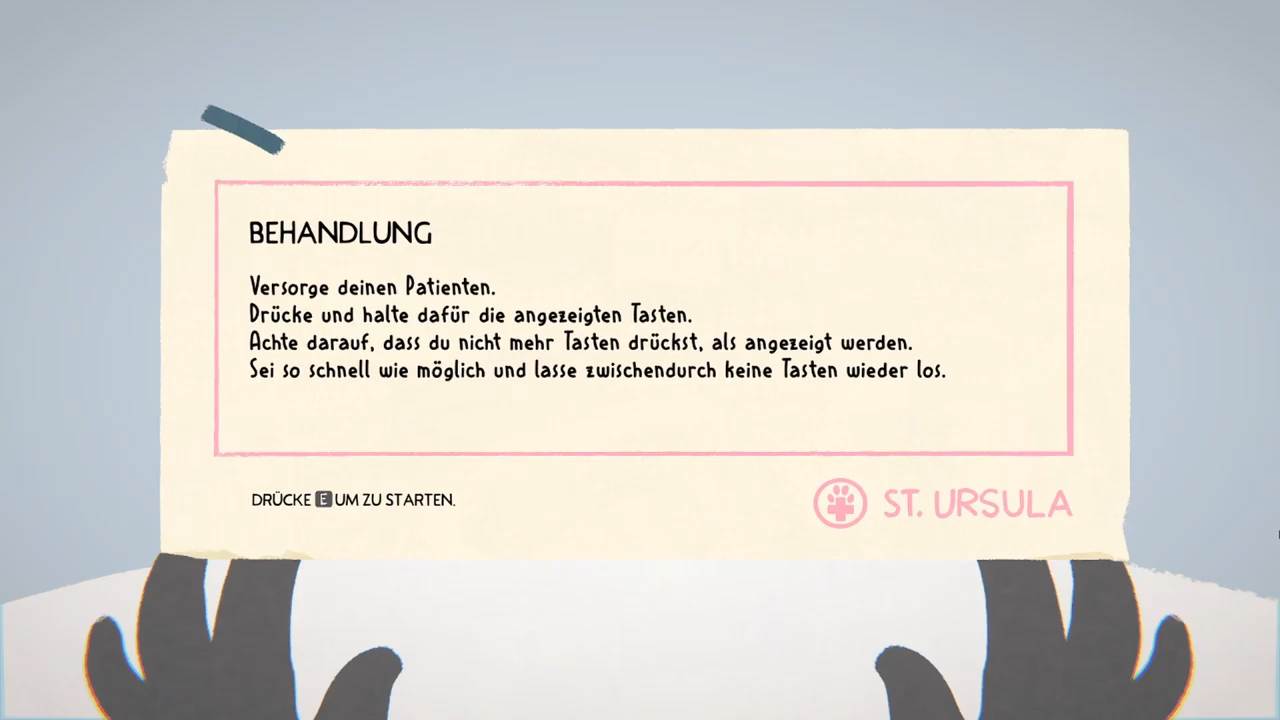 BEHANDLUNG
Versorge deinen Patienten.
Drücke und halte dafür die angezeigten Tasten.
Achte darauf, dass du nicht mehr Tasten drückst, als angezeigt werden.
Sei so schnell wie möglich und lasse zwischendurch keine Tasten wieder los.
DRÜCKE E UM ZU STARTEN.
ST. URSULA